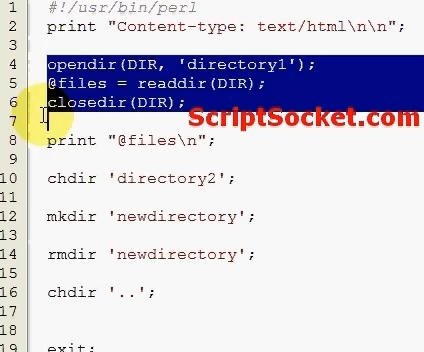 1 #!/usr/bin/perl
2 print "Content-type: text/html\n\n";
3
4 opendir(DIR, 'directory1');
5 @files = readdir(DIR);
6 closedir(DIR);
ScriptSocket.com
7
8 print "@files\n";
9
10 chdir 'directory2';
11
12 mkdir 'newdirectory';
13
14 rmdir 'newdirectory';
15
16 chdir '..';
17
18
19 exit;